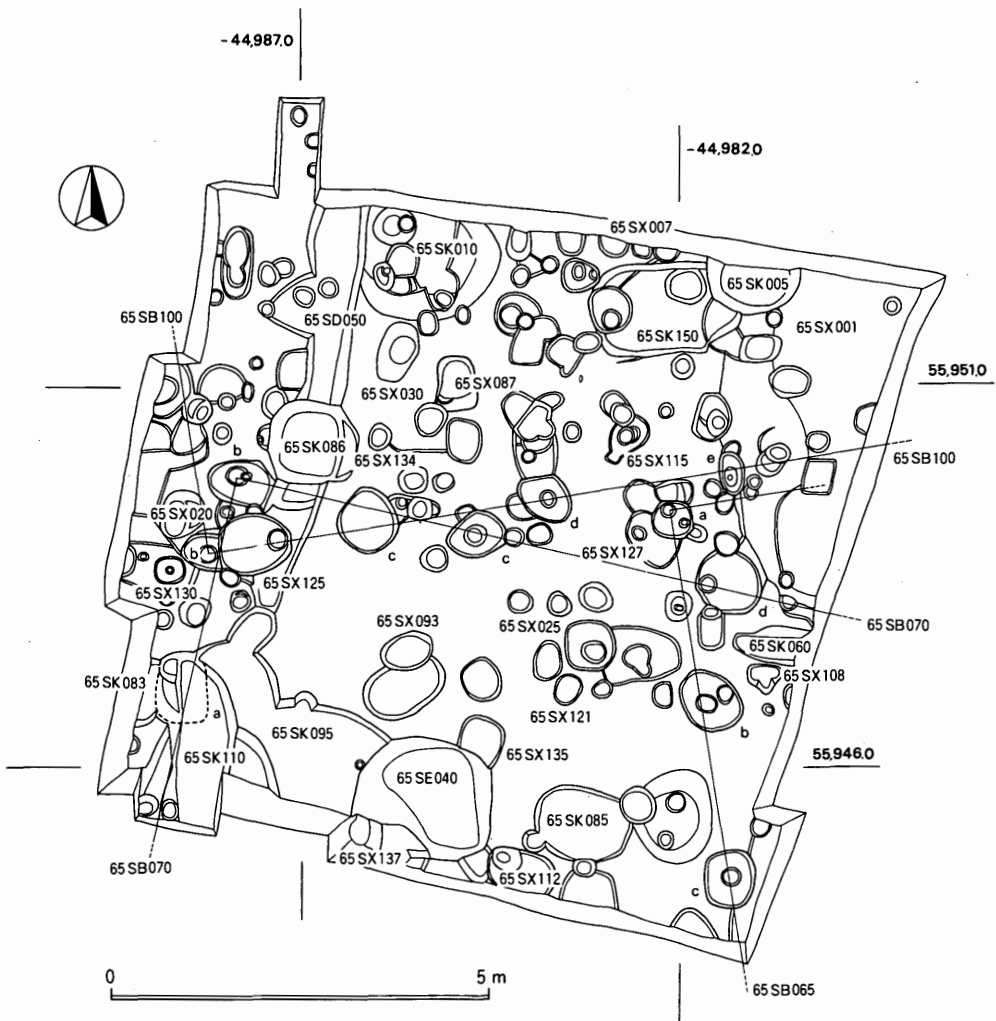 -44,987.0
-44,982.0
65SX007
65SK010
65SK005
65SB100
65SD050
65SK150
65SX001
55,951.0
65SX030
65SX087
65SK086
65SX134
65SX115
e
65SB100
b
65SX020
d
a
b
c
c
65SX127
65SX130
65SX125
d
65SX093
65SX025
65SB070
65SK060
65SK083
65SX108
a
65SX121
b
65SK095
65SK110
65SX135
55,946.0
65SE040
65SK085
65SX137
65SB070
65SX112
c
0
5 m
65SB065